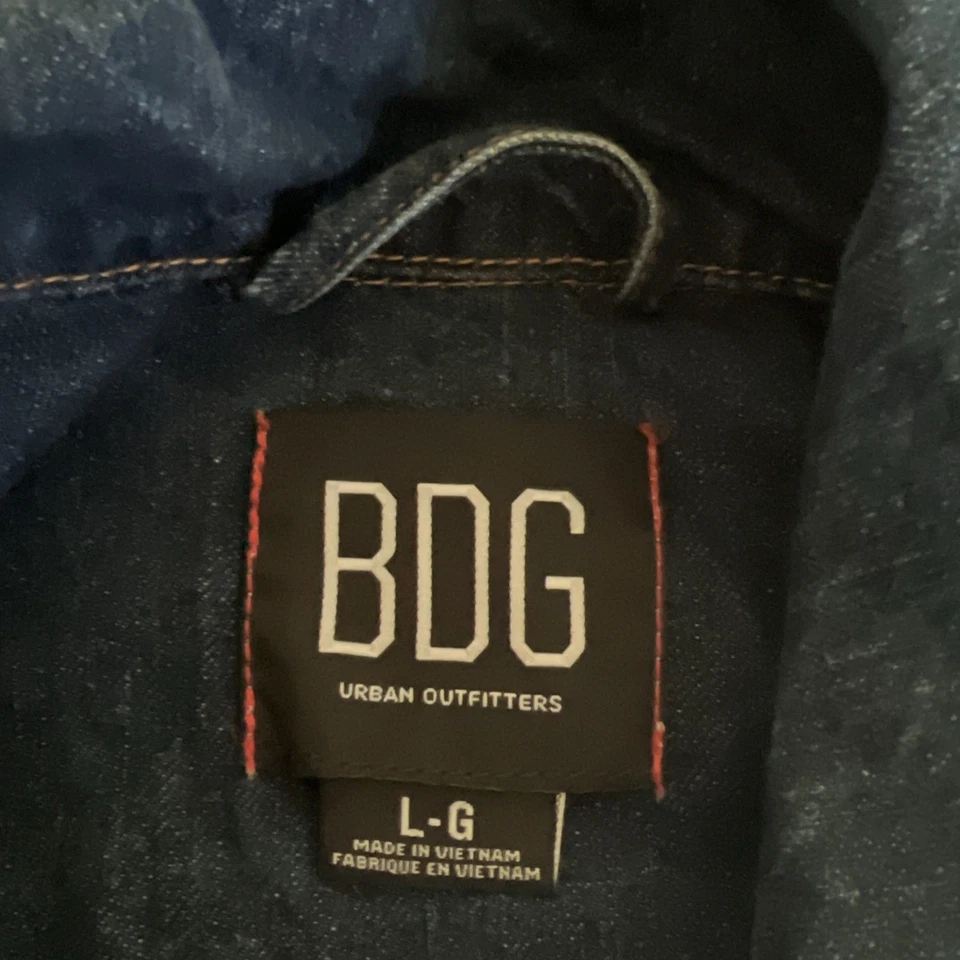 BDG
URBAN OUTFITTERS
L-G
MADE IN VIETNAM
FABRIQUE EN VIETNAM